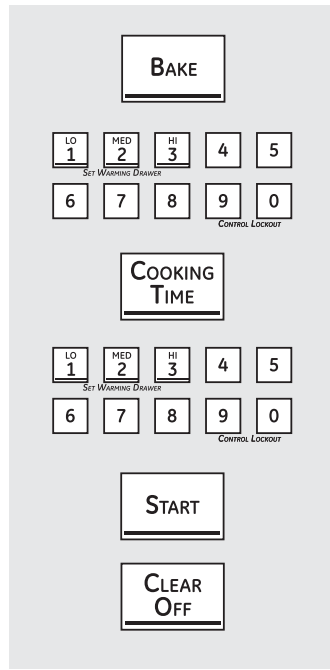 BAKE
LO MED HI
1 2 3 4 5
SET WARMING DRAWER
6 7 8 9 0
CONTROL LOCKOUT
COOKING
TIME
LO MED HI
1 2 3 4 5
SET WARMING DRAWER
6 7 8 9 0
CONTROL LOCKOUT
START
CLEAR
OFF